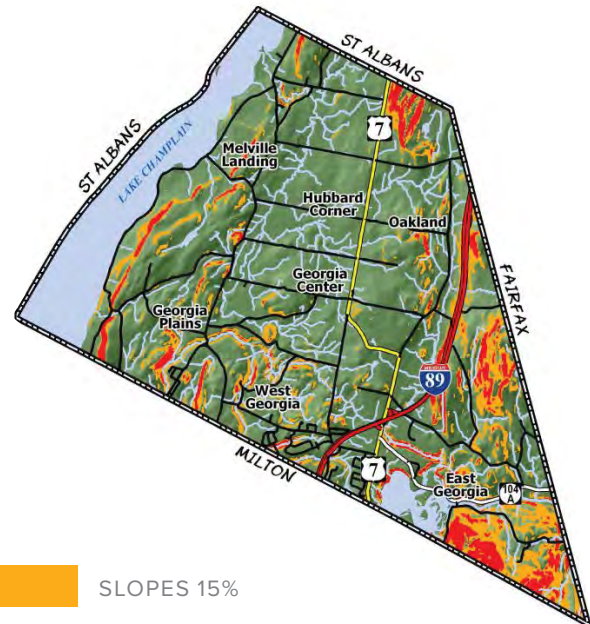 ST ALBANS
7
ST ALBANS
LAKE CHAMPLAIN
Melville
Landing
Hubbard
Corner
Oakland
Georgia
Center
FAIRFAX
Georgia
Plains
89
West
Georgia
MILTON
7
East
Georgia
104
A
SLOPES 15%